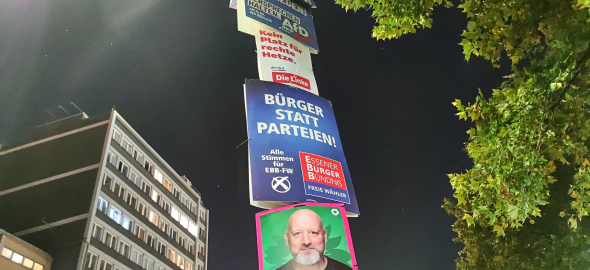 HALTEN.
AfD
Kein
Platz für
rechte
Hetze.
Die Linke
BÜRGER
STATT
PARTEIEN!
Alle
Stimmen
für
EBB-FW
ESSENER
BÜRGER
BÜNDNIS
FREIE WÄHLER